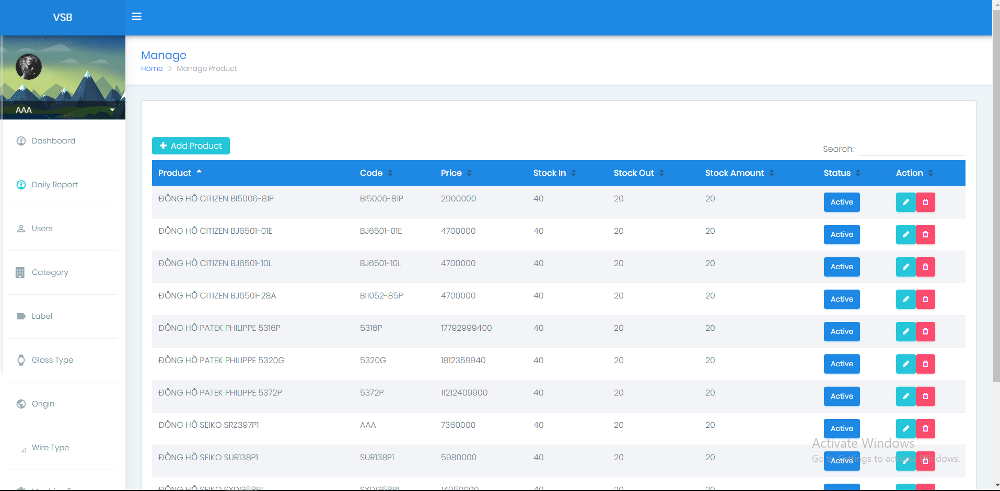 VSB
AAA
Dashboard
Daily Report
Users
Category
Label
Glass Type
Origin
Wire Type
Manage
Home > Manage Product
Add Product
Search:
Product Code Price Stock In Stock Out Stock Amount Status Action
ĐỒNG HỒ CITIZEN BI5006-81P BI5006-81P 2900000 40 20 20 Active
ĐỒNG HỒ CITIZEN BJ6501-01E BJ6501-01E 4700000 40 20 20 Active
ĐỒNG HỒ CITIZEN BJ6501-10L BJ6501-10L 4700000 40 20 20 Active
ĐỒNG HỒ CITIZEN BJ6501-28A BI1052-85P 4700000 40 20 20 Active
ĐỒNG HỒ PATEK PHILIPPE 5316P 5316P 17792999400 40 20 20 Active
ĐỒNG HỒ PATEK PHILIPPE 5320G 5320G 1812359940 40 20 20 Active
ĐỒNG HỒ PATEK PHILIPPE 5372P 5372P 11212409900 40 20 20 Active
ĐỒNG HỒ SEIKO SRZ397P1 AAA 7360000 40 20 20 Active
ĐỒNG HỒ SEIKO SUR138P1 SUR138P1 5980000 40 20 20 Active
ĐỒNG HỒ SEIKO SXDG58P1 SXDG58P1 14950000 40 20 20
Activate Windows
Go to Settings to activate Windows.